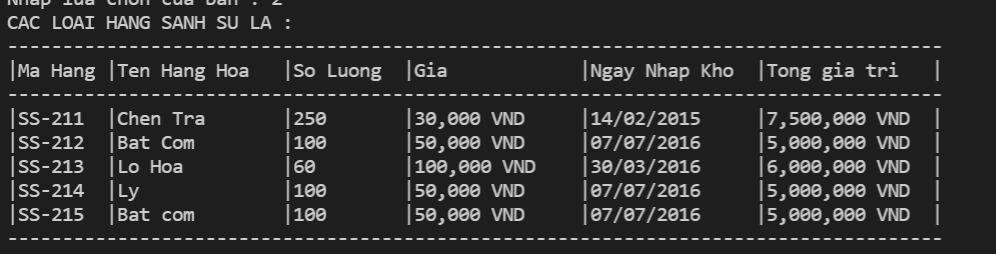 Nhap lua chon cua ban : 2
CAC LOAI HANG SANH SU LA :
-------------------------------------------------------------------------------------
|Ma Hang |Ten Hang Hoa   |So Luong  |Gia            |Ngay Nhap Kho  |Tong gia tri   |
-------------------------------------------------------------------------------------
|SS-211  |Chen Tra       |250       |30,000 VND     |14/02/2015     |7,500,000 VND  |
|SS-212  |Bat Com        |100       |50,000 VND     |07/07/2016     |5,000,000 VND  |
|SS-213  |Lo Hoa         |60        |100,000 VND    |30/03/2016     |6,000,000 VND  |
|SS-214  |Ly             |100       |50,000 VND     |07/07/2016     |5,000,000 VND  |
|SS-215  |Bat com        |100       |50,000 VND     |07/07/2016     |5,000,000 VND  |
-------------------------------------------------------------------------------------